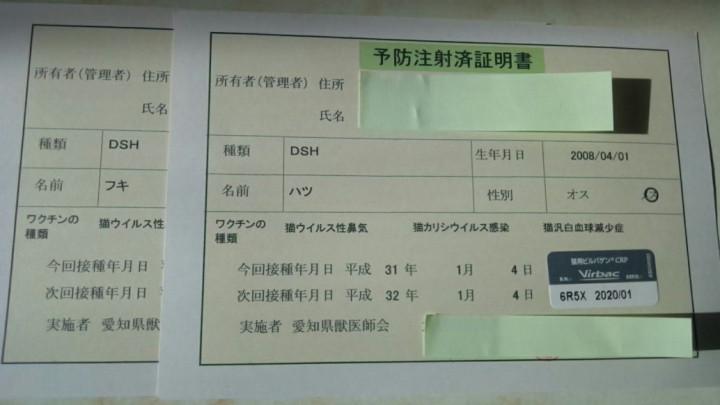 所有者(管理者) 住所
氏名
種類 DSH
名前 フキ
ワクチンの
種類
猫ウイルス性
今回接種年月日
次回接種年月日
実施者 愛知県獣
予防注射済証明書
所有者(管理者) 住所
氏名
種類 DSH 生年月日 2008/04/01
名前 ハツ 性別 オス
ワクチンの
種類
猫ウイルス性鼻気 猫カリシウイルス感染 猫汎白血球減少症
今回接種年月日 平成 31 年 1月 4 日
次回接種年月日 平成 32 年 1月 4 日
猫用ビルバゲン® CRP
Virbac
6R5X 2020/01
実施者 愛知県獣医師会